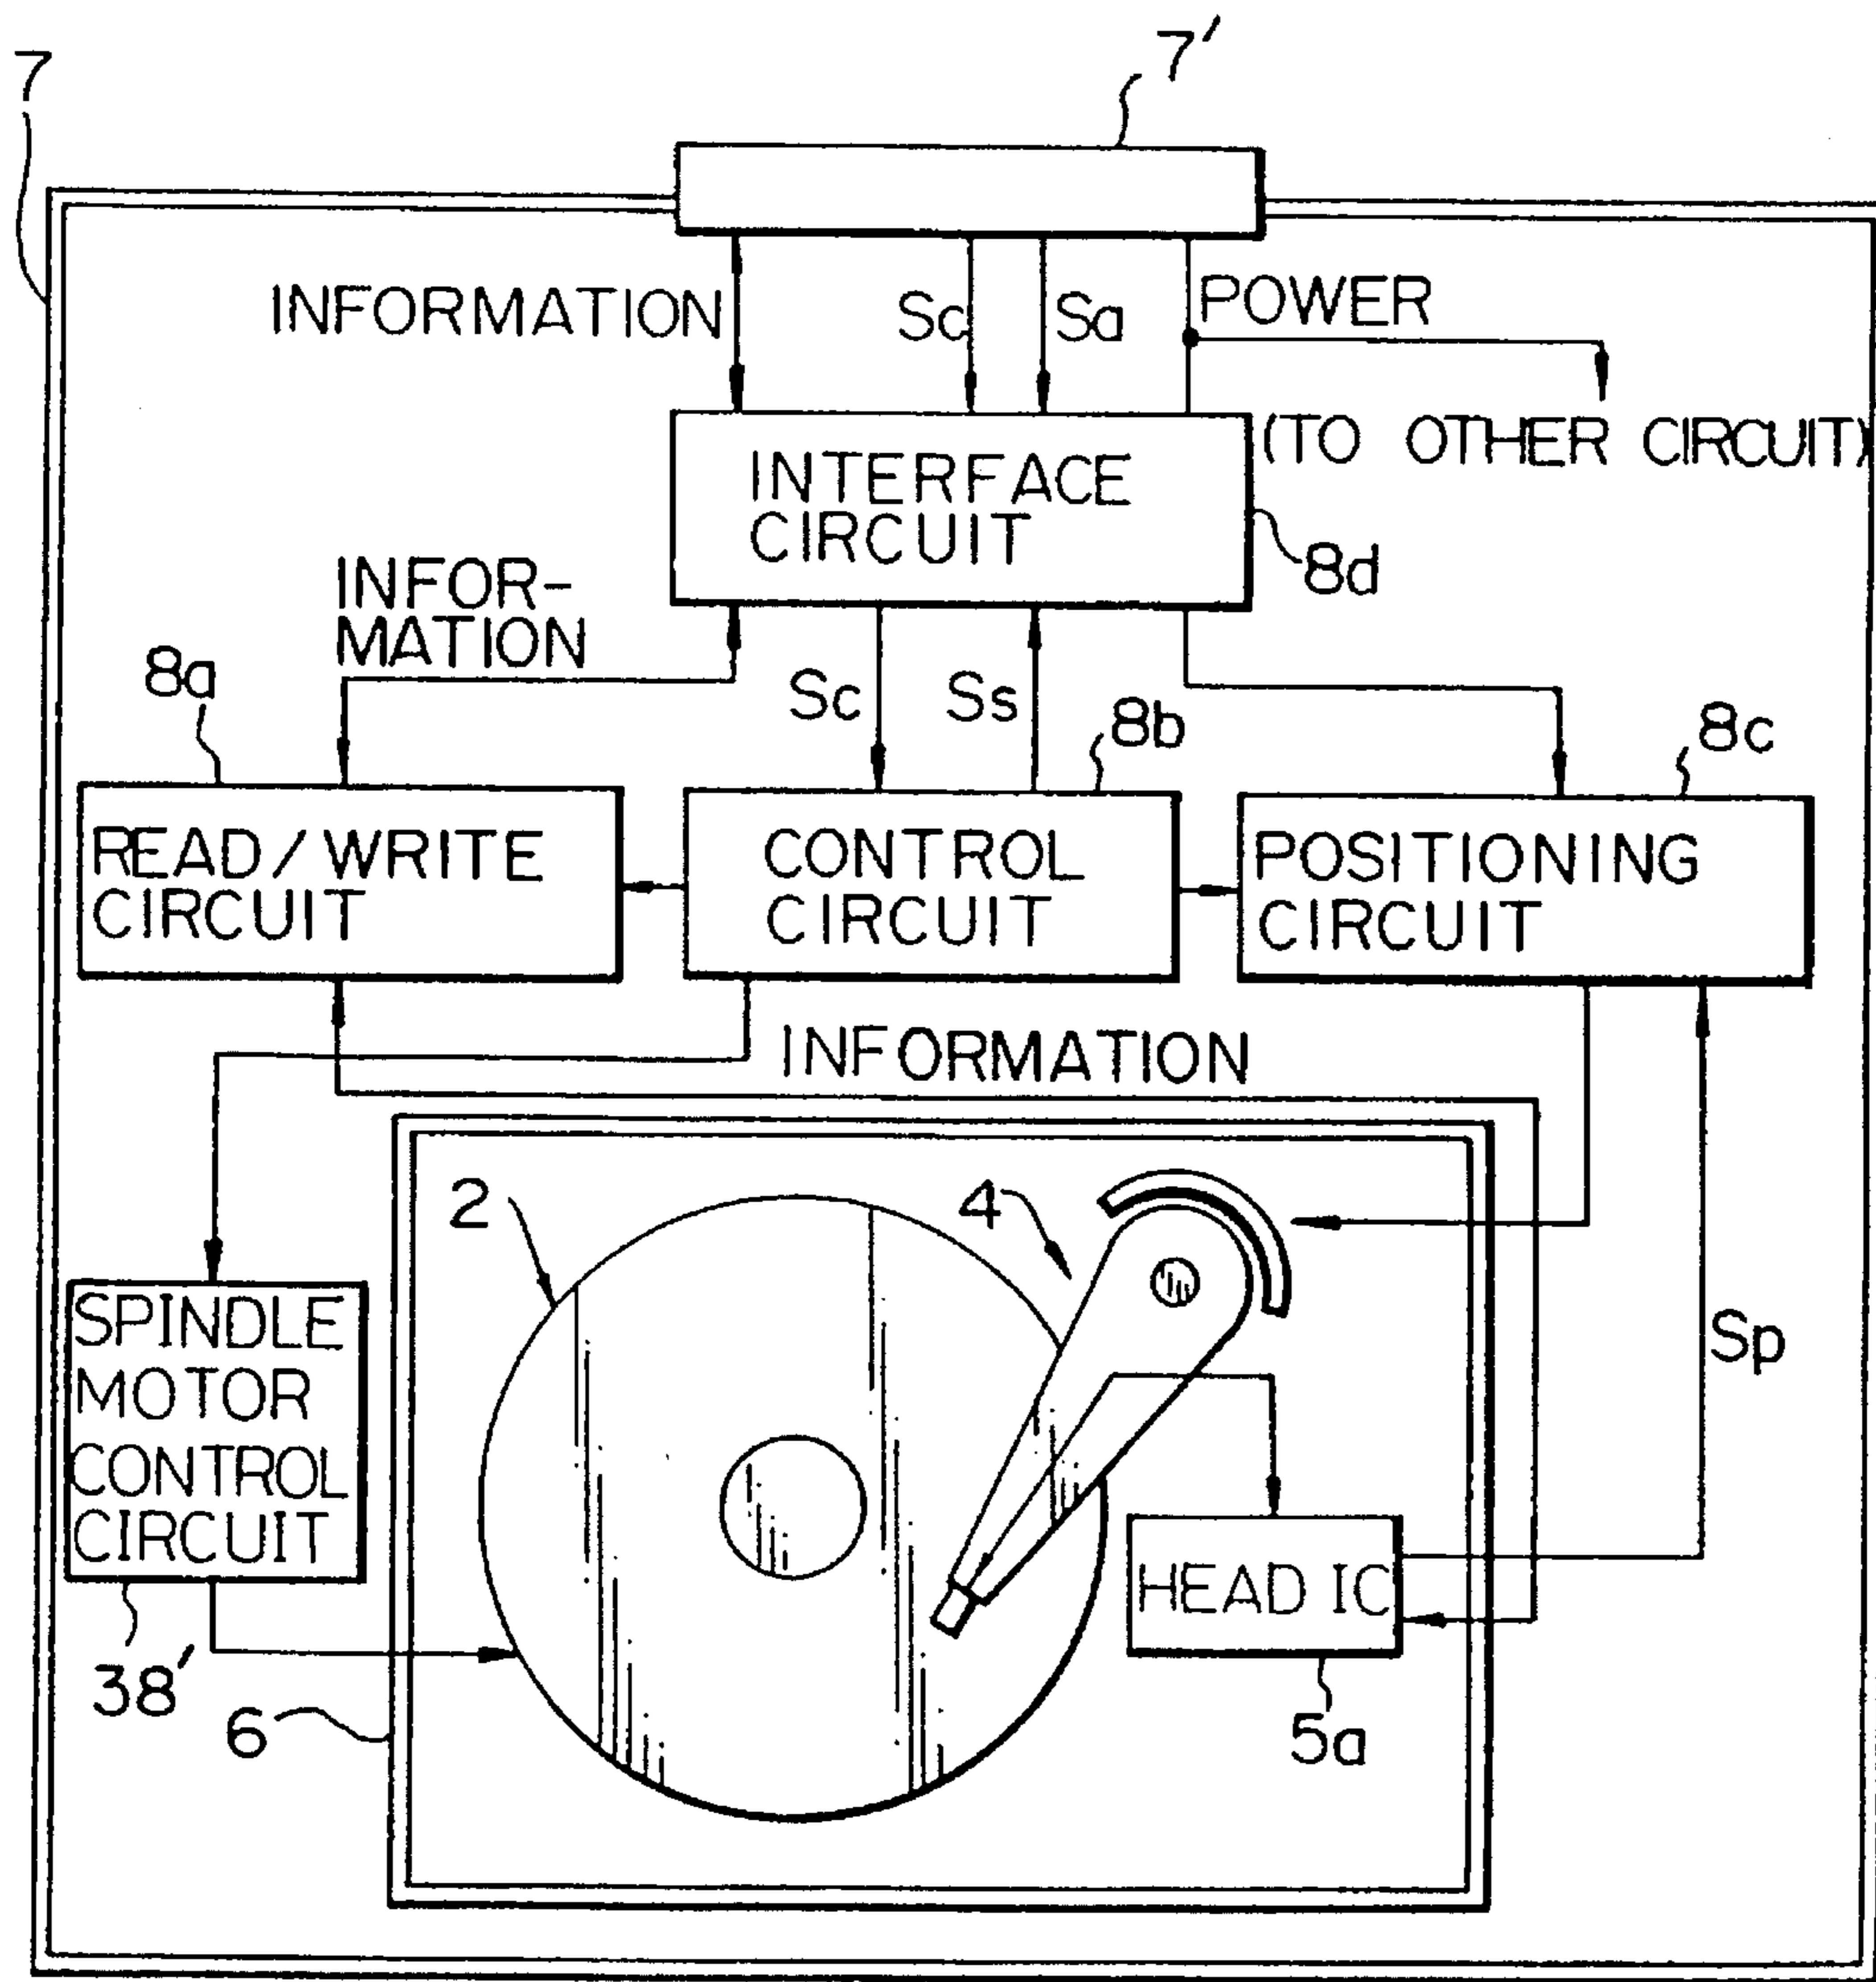 7
7'
INFORMATION
Sc
Sa
POWER
(TO OTHER CIRCUIT)
INTERFACE
CIRCUIT
8d
INFOR-
MATION
8a
Sc
Ss
8b
8c
READ/WRITE
CIRCUIT
CONTROL
CIRCUIT
POSITIONING
CIRCUIT
INFORMATION
2
4
SPINDLE
MOTOR
CONTROL
CIRCUIT
Sp
HEAD IC
38'
6
5a